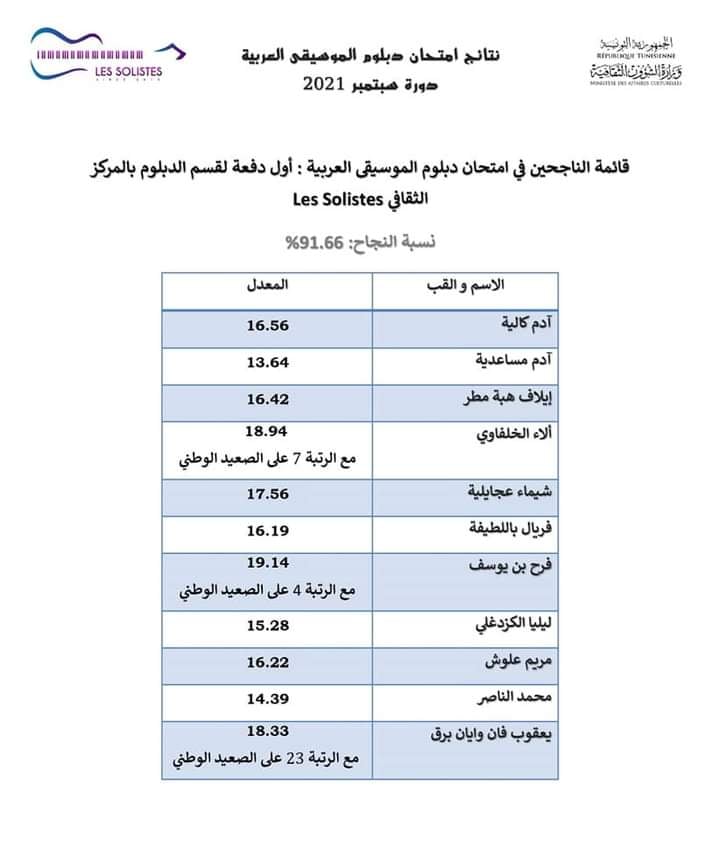 LES SOLISTES
SINCE 2013
نتائج امتحان دبلوم الموسيقى العربية
دورة سبتمبر 2021
الجمهورية التونسية
RÉPUBLIQUE TUNISIENNE
وزارة الشؤون الثقافية
MINISTÈRE DES AFFAIRES CULTURELLES
قائمة الناجحين في امتحان دبلوم الموسيقى العربية : أول دفعة لقسم الدبلوم بالمركز
الثقافي Les Solistes
نسبة النجاح: 91.66%
الاسم و القب المعدل
آدم كالية 16.56
آدم مساعدية 13.64
إيلاف هبة مطر 16.42
ألاء الخلفاوي 18.94
مع الرتبة 7 على الصعيد الوطني
شيماء عجايلية 17.56
فريال باللطيفة 16.19
فرح بن يوسف 19.14
مع الرتبة 4 على الصعيد الوطني
ليليا الكزدغلي 15.28
مريم علوش 16.22
محمد الناصر 14.39
يعقوب فان وايان برق 18.33
مع الرتبة 23 على الصعيد الوطني